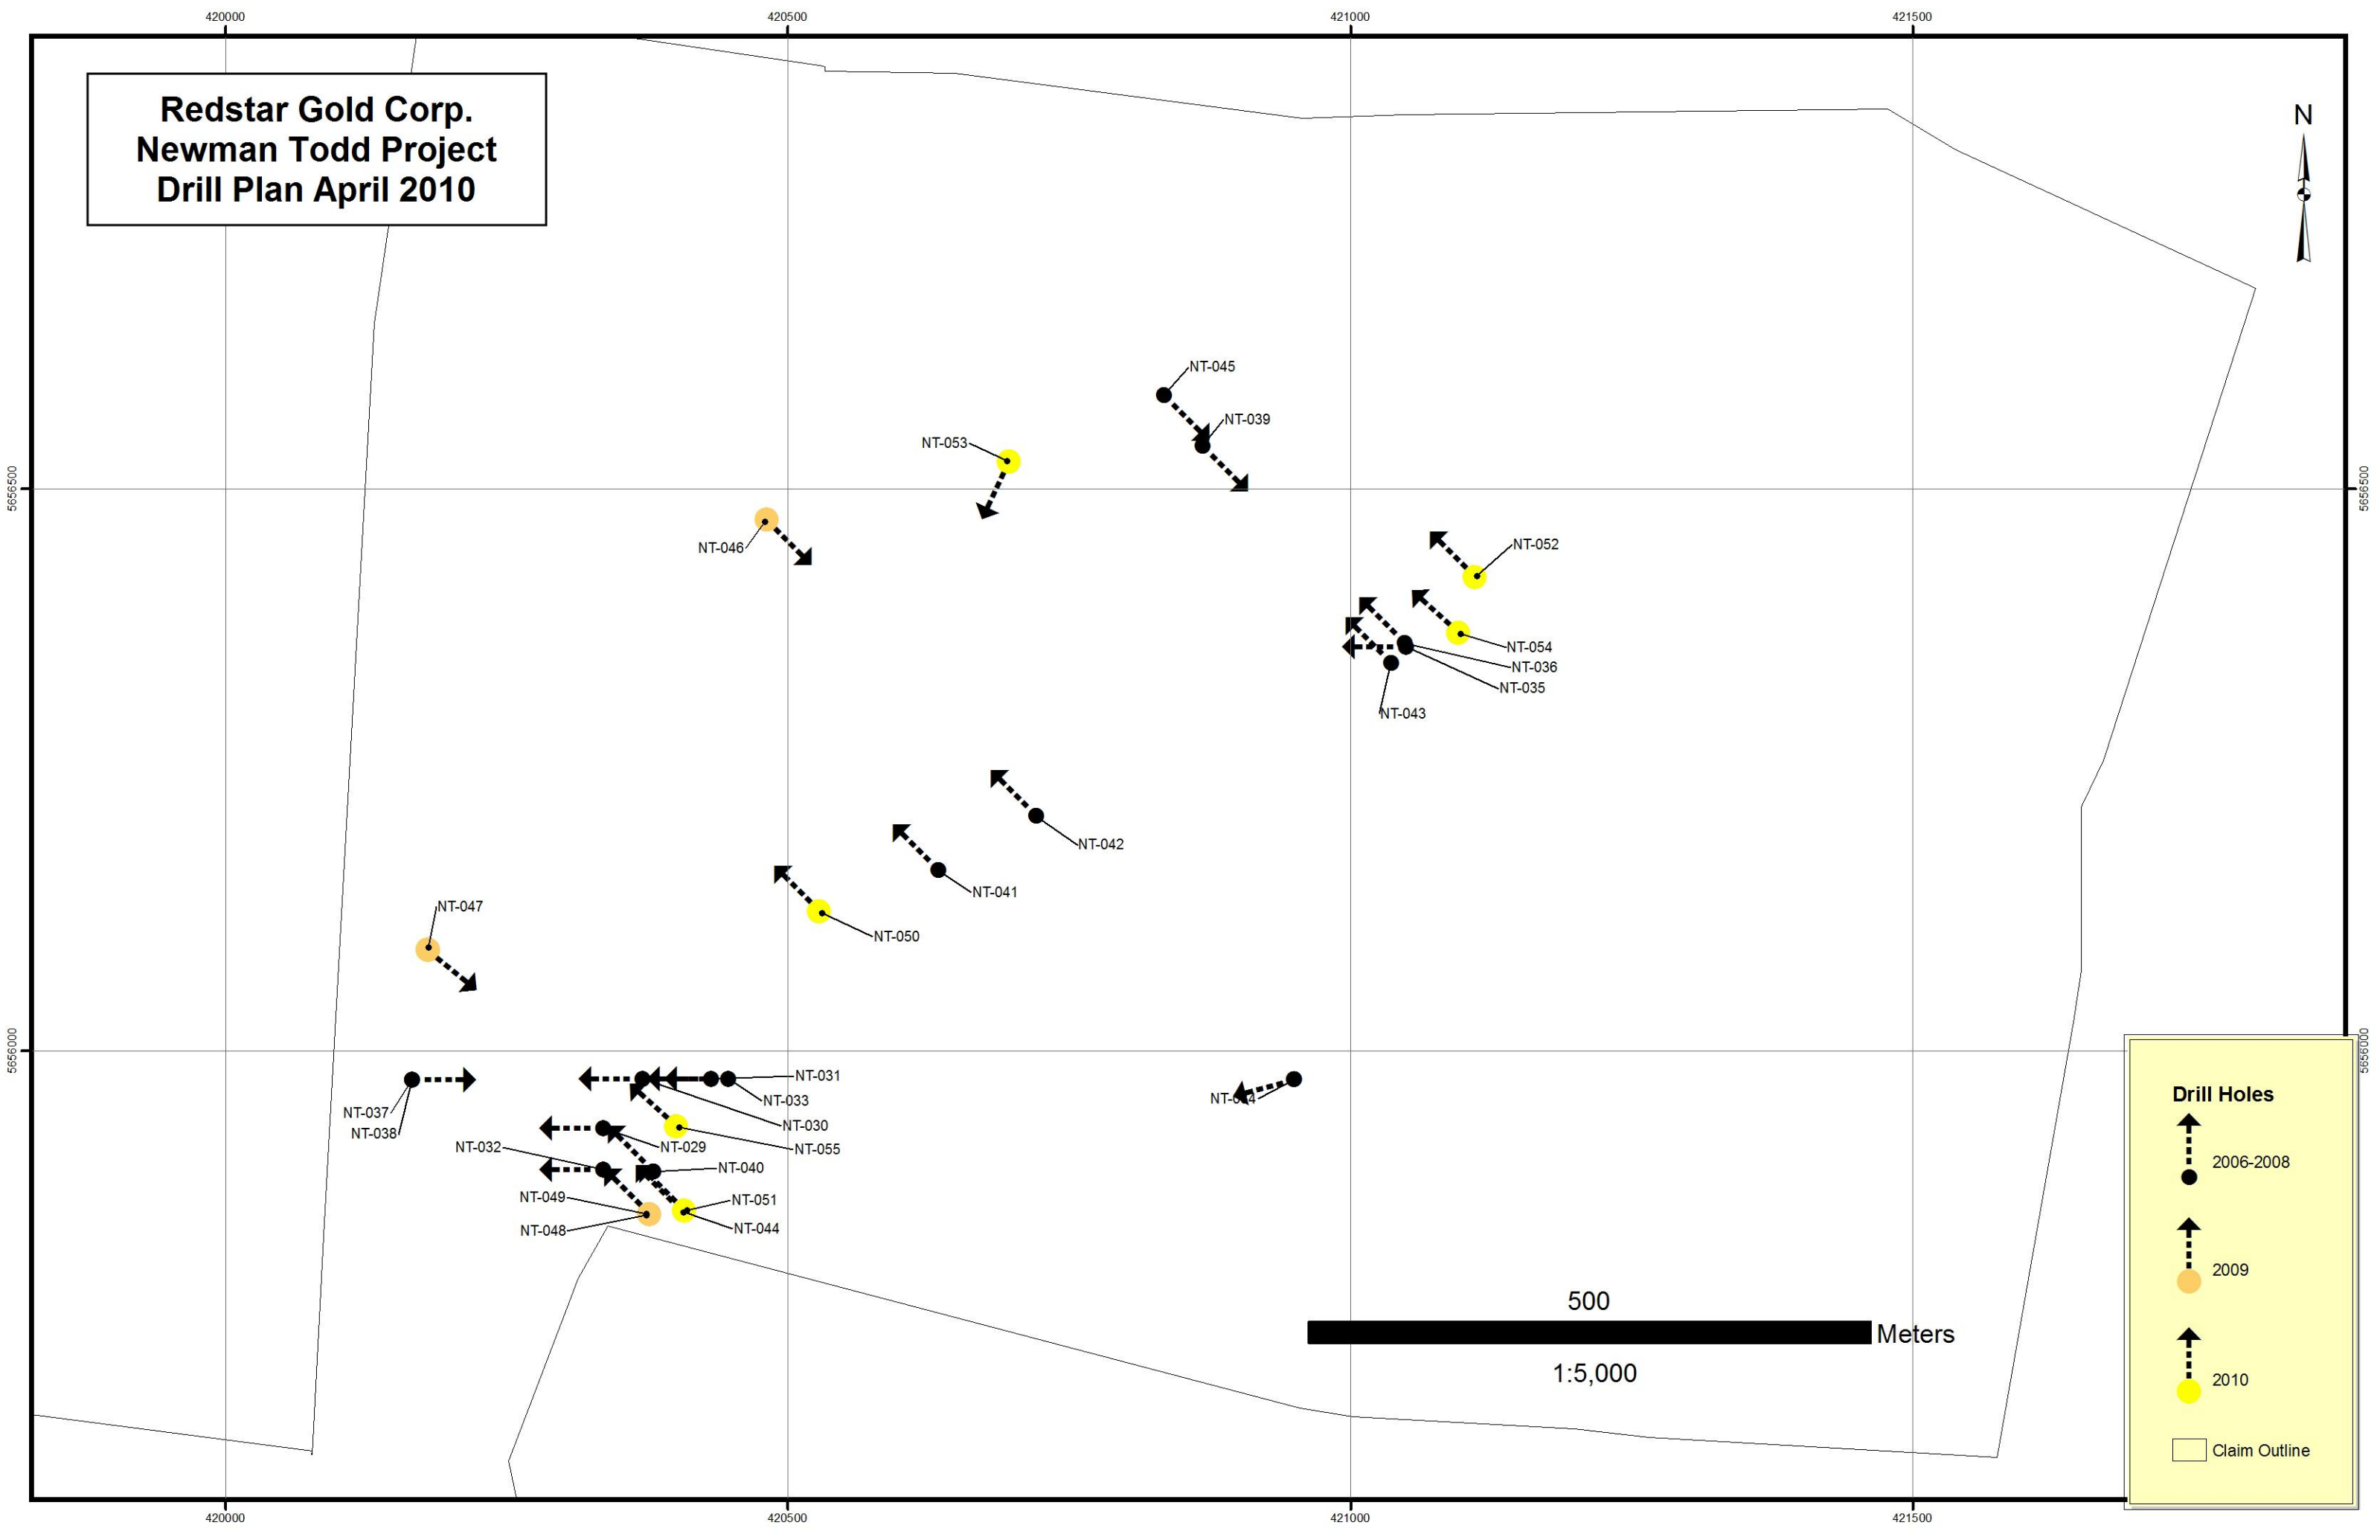 420000
420500
421000
421500
Redstar Gold Corp.
Newman Todd Project
Drill Plan April 2010
N
NT-045
NT-039
NT-053
5656500
5656500
NT-046
NT-052
NT-054
NT-036
NT-035
NT-043
NT-042
NT-041
NT-047
NT-050
5656000
5656000
NT-031
NT-033
NT-037
NT-030
NT-038
NT-029
NT-032
NT-055
NT-040
NT-049
NT-051
NT-048
NT-044
Drill Holes
2006-2008
2009
2010
Claim Outline
500
Meters
1:5,000
420000
420500
421000
421500